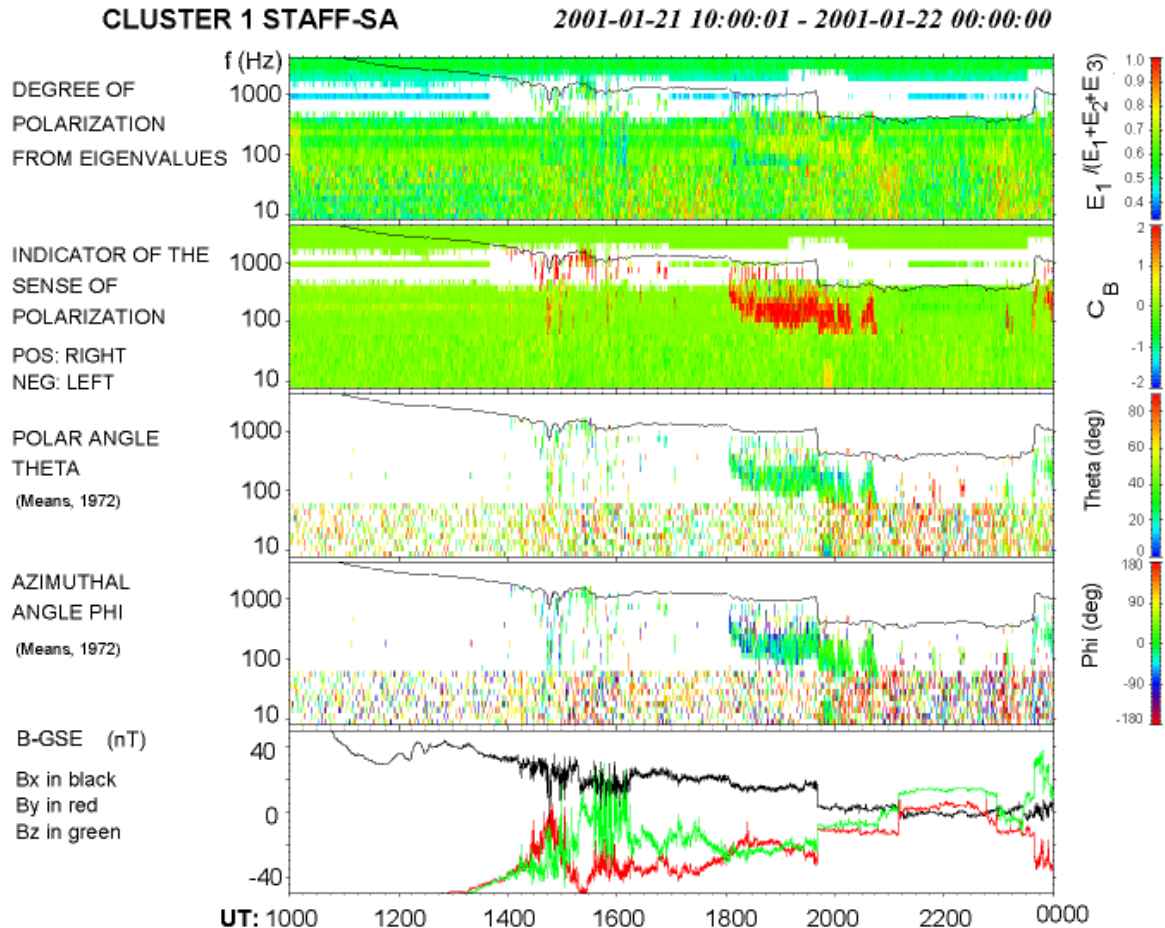 CLUSTER 1 STAFF-SA 2001-01-21 10:00:01 - 2001-01-22 00:00:00
f (Hz)
DEGREE OF
POLARIZATION
FROM EIGENVALUES
1000
100
10
1.0
0.9
0.8
0.7
0.6
0.5
0.4
E1 /(E1+E2+E 3)
INDICATOR OF THE
SENSE OF
POLARIZATION
POS: RIGHT
NEG: LEFT
1000
100
10
2
1
0
-1
-2
CB
POLAR ANGLE
THETA
(Means, 1972)
1000
100
10
80
60
40
20
0
Theta (deg)
AZIMUTHAL
ANGLE PHI
(Means, 1972)
1000
100
10
180
90
0
-90
-180
Phi (deg)
B-GSE (nT)
Bx in black
By in red
Bz in green
40
0
-40
UT: 1000 1200 1400 1600 1800 2000 2200 0000